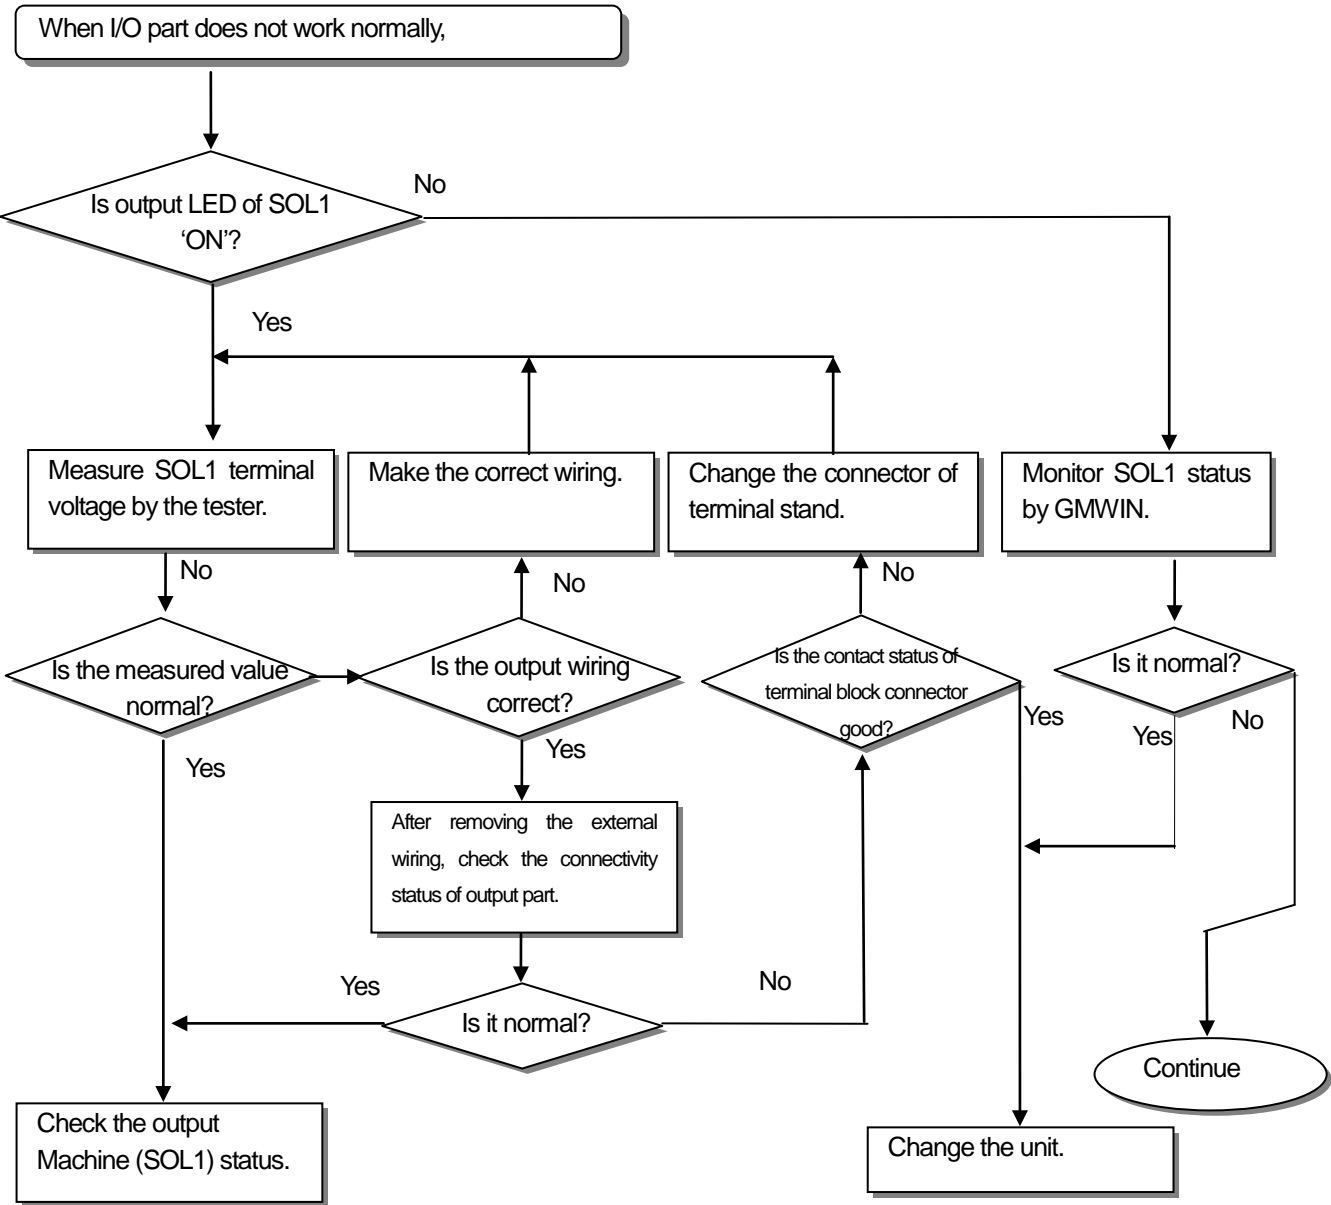 When I/O part does not work normally,
No
Is output LED of SOL1
‘ON’?
Yes
Measure SOL1 terminal
voltage by the tester.
Make the correct wiring.
Change the connector of
terminal stand.
Monitor SOL1 status
by GMWIN.
No
No
No
Is the measured value
normal?
Is the output wiring
correct?
Is the contact status of
terminal block connector
good?
Is it normal?
Yes
No
Yes
Yes
Yes
After removing the external
wiring, check the connectivity
status of output part.
Yes
No
Is it normal?
Continue
Check the output
Machine (SOL1) status.
Change the unit.